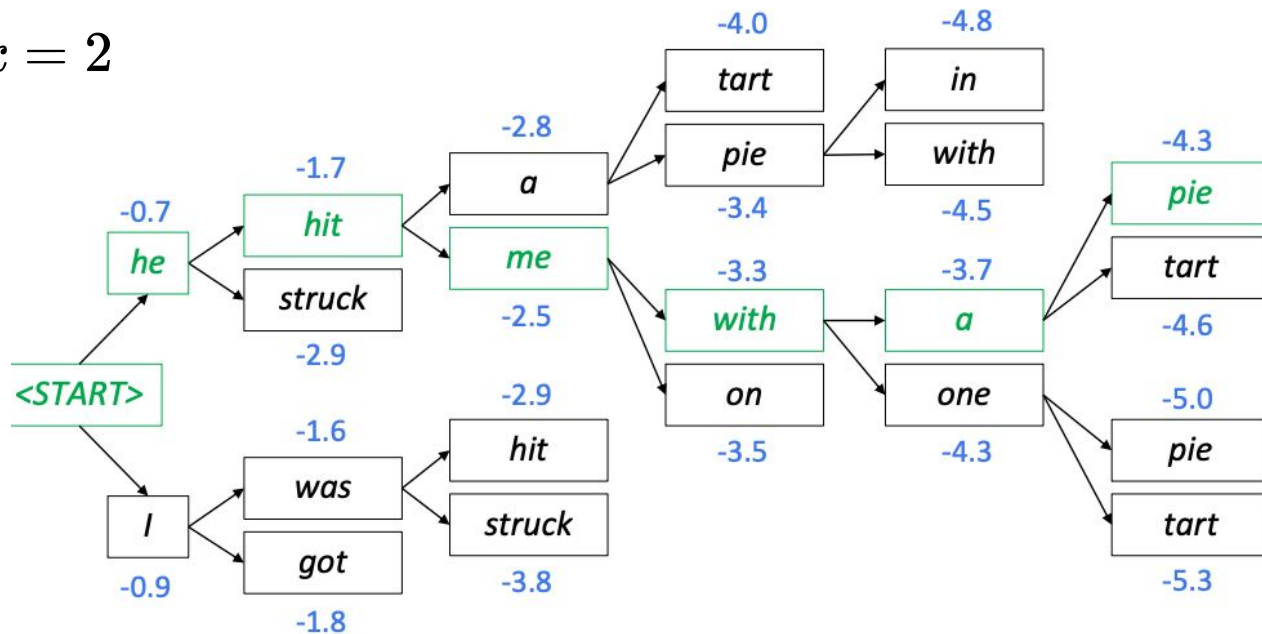 = 2
-0.7
he
<START>
I
-0.9
-1.7
hit
struck
-2.9
-1.6
was
got
-1.8
-2.8
a
me
-2.5
-2.9
hit
struck
-3.8
-4.0
tart
pie
-3.4
-3.3
with
on
-3.5
-4.8
in
with
-4.5
-3.7
a
one
-4.3
-4.3
pie
tart
-4.6
-5.0
pie
tart
-5.3